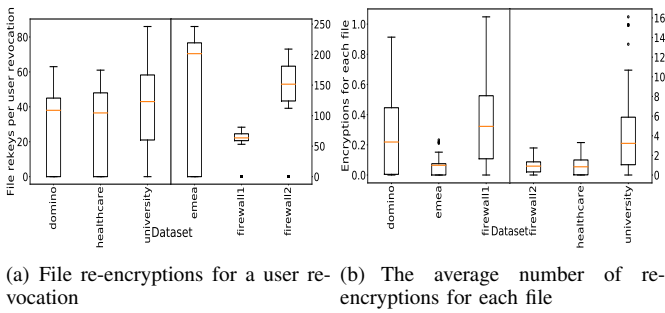 File rekeys per user revocation
80
60
40
20
0
250
200
150
100
50
0
domino
healthcare
university
emea
firewall1
firewall2
Dataset
Encryptions for each file
1.0
0.8
0.6
0.4
0.2
0.0
16
14
12
10
8
6
4
2
0
domino
emea
firewall1
firewall2
healthcare
university
Dataset
(a) File re-encryptions for a user re-
vocation
(b) The average number of re-
encryptions for each file